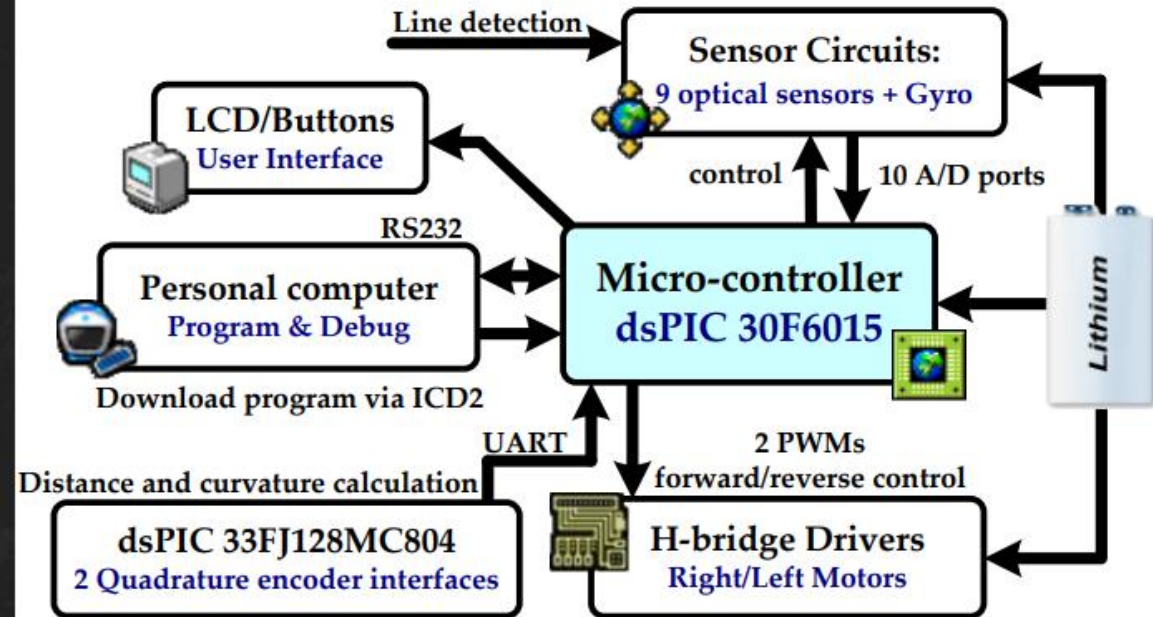 Line detection
Sensor Circuits:
9 optical sensors + Gyro
LCD/Buttons
User Interface
control
10 A/D ports
RS232
Personal computer
Program & Debug
Micro-controller
dsPIC 30F6015
Lithium
Download program via ICD2
UART
2 PWMs
forward/reverse control
Distance and curvature calculation
dsPIC 33FJ128MC804
2 Quadrature encoder interfaces
H-bridge Drivers
Right/Left Motors